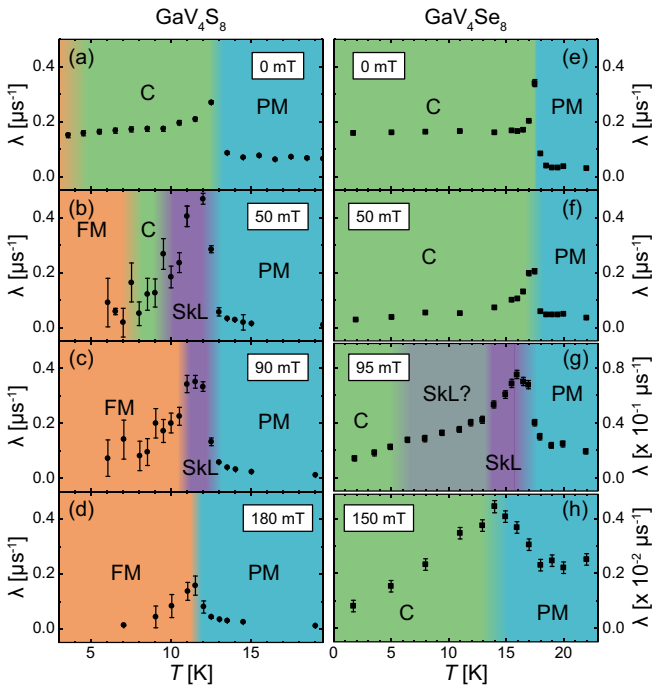 GaV4S8 GaV4Se8
(a) 0 mT C PM
λ [μs-1] 0.4 0.2 0.0
(e) 0 mT C PM
0.4 0.2 0.0 λ [μs-1]
(b) 50 mT FM C SkL PM
λ [μs-1] 0.4 0.2 0.0
(f) 50 mT C PM
0.4 0.2 0.0 λ [μs-1]
(c) 90 mT FM SkL PM
λ [μs-1] 0.4 0.2 0.0
(g) 95 mT C SkL? SkL PM
0.8 0.4 0.0 λ [x 10-1 μs-1]
(d) 180 mT FM PM
λ [μs-1] 0.4 0.2 0.0
(h) 150 mT C PM
0.4 0.2 0.0 λ [x 10-2 μs-1]
5 10 15 5 10 15 20
T [K] T [K]